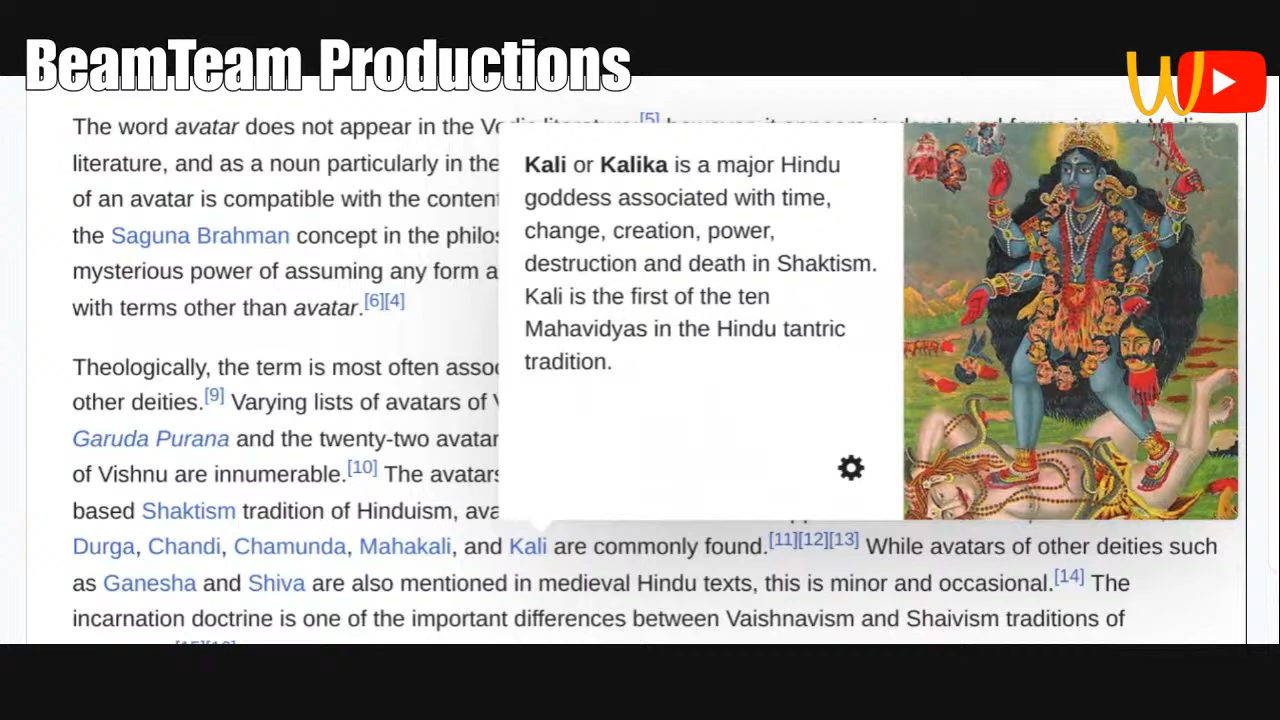 BeamTeam Productions
W
The word avatar does not appear in the
literature, and as a noun particularly in the
of an avatar is compatible with the content
the Saguna Brahman concept in the
mysterious power of assuming any form
with terms other than avatar.[6][4]
Theologically, the term is most often
other deities.[9] Varying lists of avatars of
Garuda Purana and the twenty-two avatar
of Vishnu are innumerable.[10] The avatars
based Shaktism tradition of Hinduism,
Durga, Chandi, Chamunda, Mahakali, and Kali are commonly found.[11][12][13] While avatars of other deities such
as Ganesha and Shiva are also mentioned in medieval Hindu texts, this is minor and occasional.[14] The
incarnation doctrine is one of the important differences between Vaishnavism and Shaivism traditions of
Kali or Kalika is a major Hindu
goddess associated with time,
change, creation, power,
destruction and death in Shaktism.
Kali is the first of the ten
Mahavidyas in the Hindu tantric
tradition.